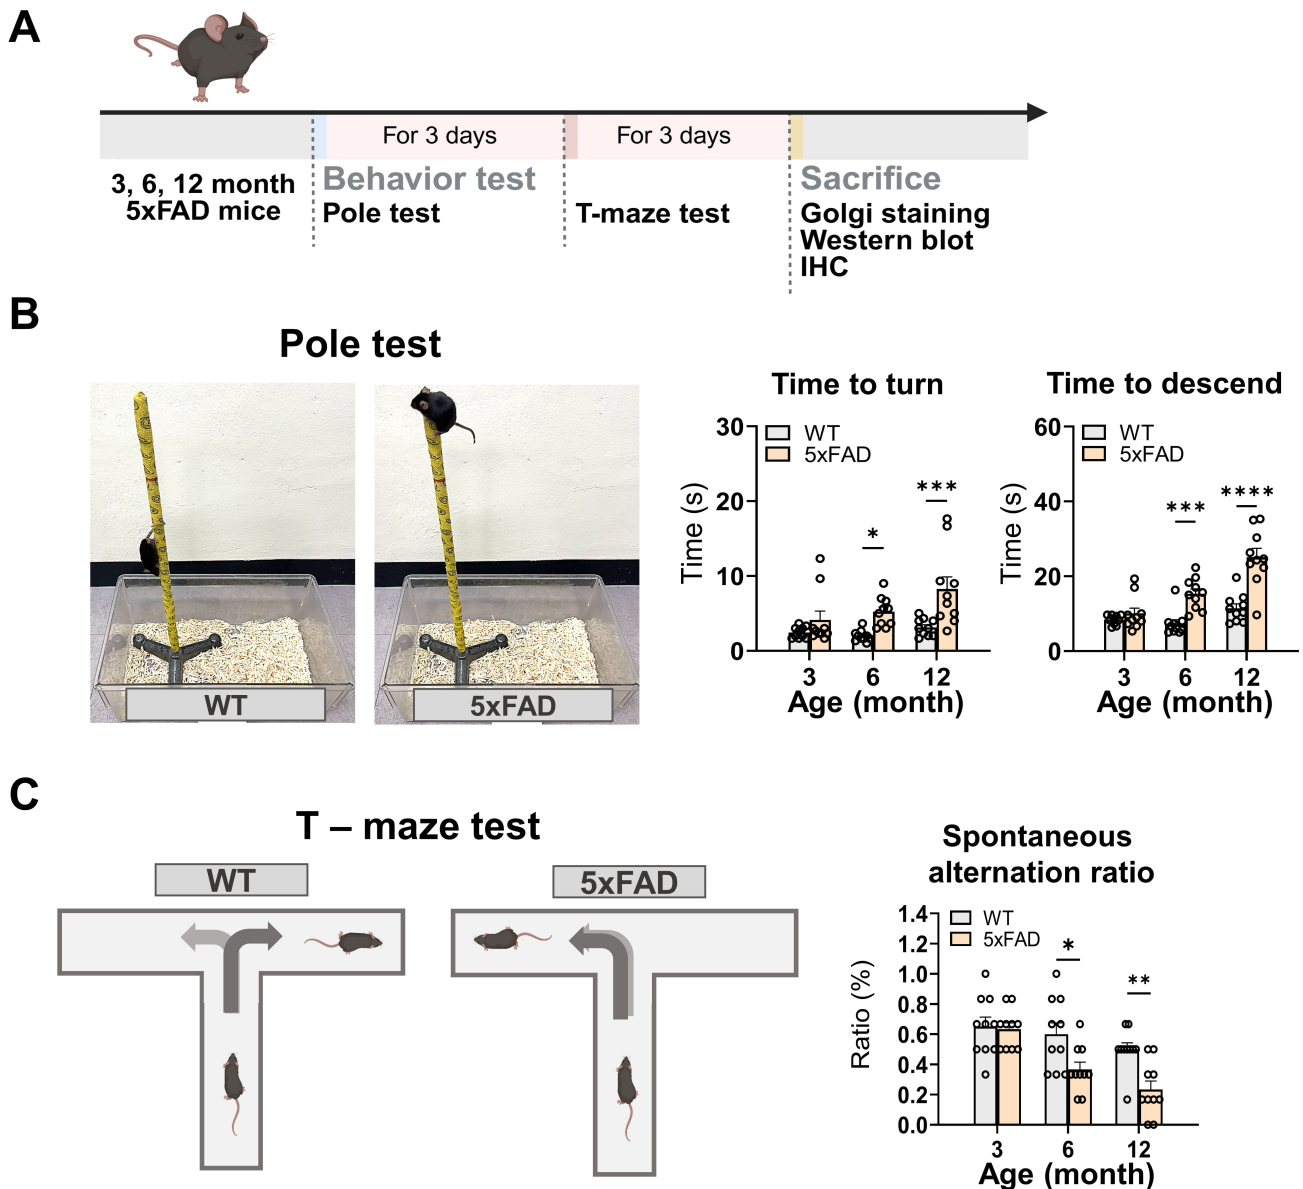 A
For 3 days
For 3 days
3, 6, 12 month
5xFAD mice
Behavior test
Pole test
T-maze test
Sacrifice
Golgi staining
Western blot
IHC
B
Pole test
WT
5xFAD
Time to turn
30
20
10
0
Time (s)
WT
5xFAD
*
***
3
6
12
Age (month)
Time to descend
60
40
20
0
Time (s)
WT
5xFAD
***
****
3
6
12
Age (month)
C
T – maze test
WT
5xFAD
Spontaneous
alternation ratio
1.4
1.2
1.0
0.8
0.6
0.4
0.2
0.0
Ratio (%)
WT
5xFAD
*
**
3
6
12
Age (month)